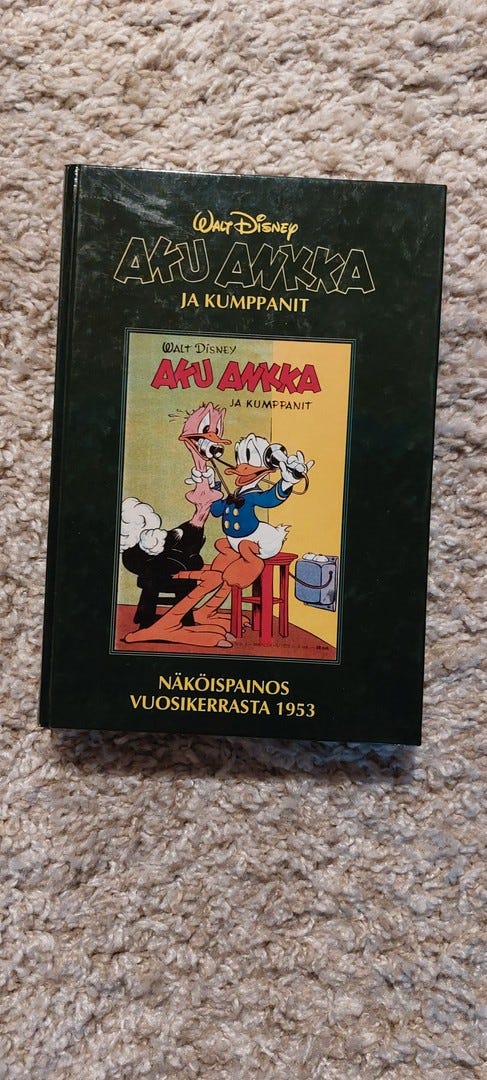 WALT DISNEY
AKU ANKKA
JA KUMPPANIT
WALT DISNEY
AKU ANKKA
JA KUMPPANIT
NÄKÖISPAINOS
VUOSIKERRASTA 1953